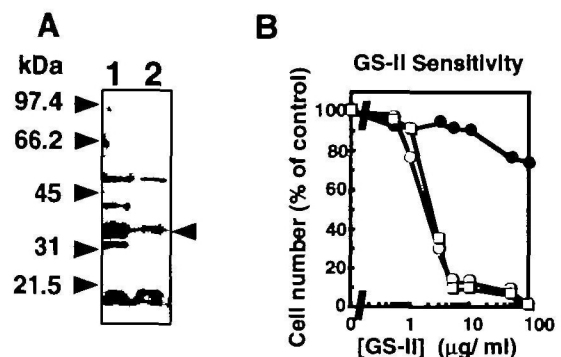 A
kDa
1 2
97.4
66.2
45
31
21.5
B
GS-II Sensitivity
Cell number (% of control)
100
80
60
40
20
0
0 1 10 100
[GS-II] (μg/ ml)